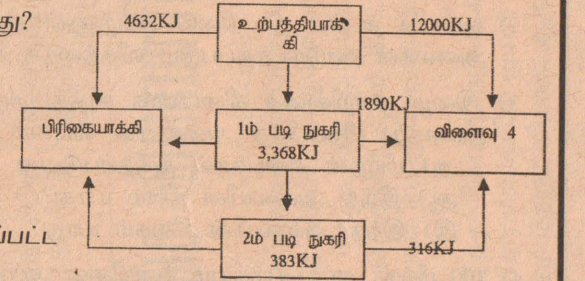 து?
4632KJ
உற்பத்தியாக்
கி
12000KJ
1890KJ
பிரிகையாக்கி
1ம் படி நுகரி
3,368KJ
விளைவு 4
ப்பட்ட
2ம் படி நுகரி
383KJ
316KJ